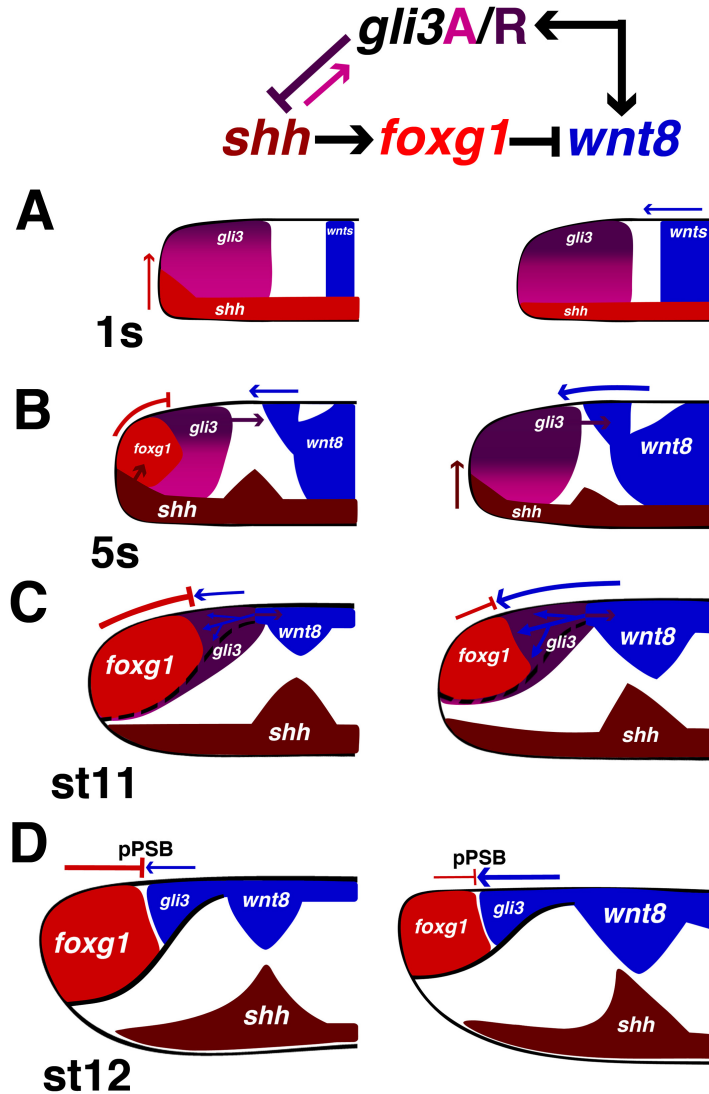 gli3A/R
shh foxg1 wnt8
A
gli3 wnts gli3 wnts
shh shh
1s
B
foxg1 gli3 wnt8 gli3 wnt8
shh shh
5s
C
foxg1 gli3 wnt8 foxg1 gli3 wnt8
shh shh
st11
D
pPSB pPSB
foxg1 gli3 wnt8 foxg1 gli3 wnt8
shh shh
st12